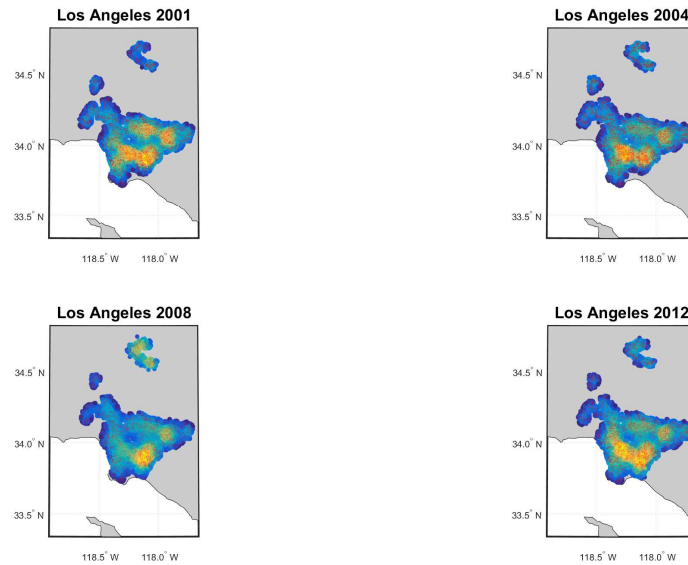 Los Angeles 2001
34.5° N
34.0° N
33.5° N
118.5° W 118.0° W
Los Angeles 2004
34.5° N
34.0° N
33.5° N
118.5° W 118.0° W
Los Angeles 2008
34.5° N
34.0° N
33.5° N
118.5° W 118.0° W
Los Angeles 2012
34.5° N
34.0° N
33.5° N
118.5° W 118.0° W